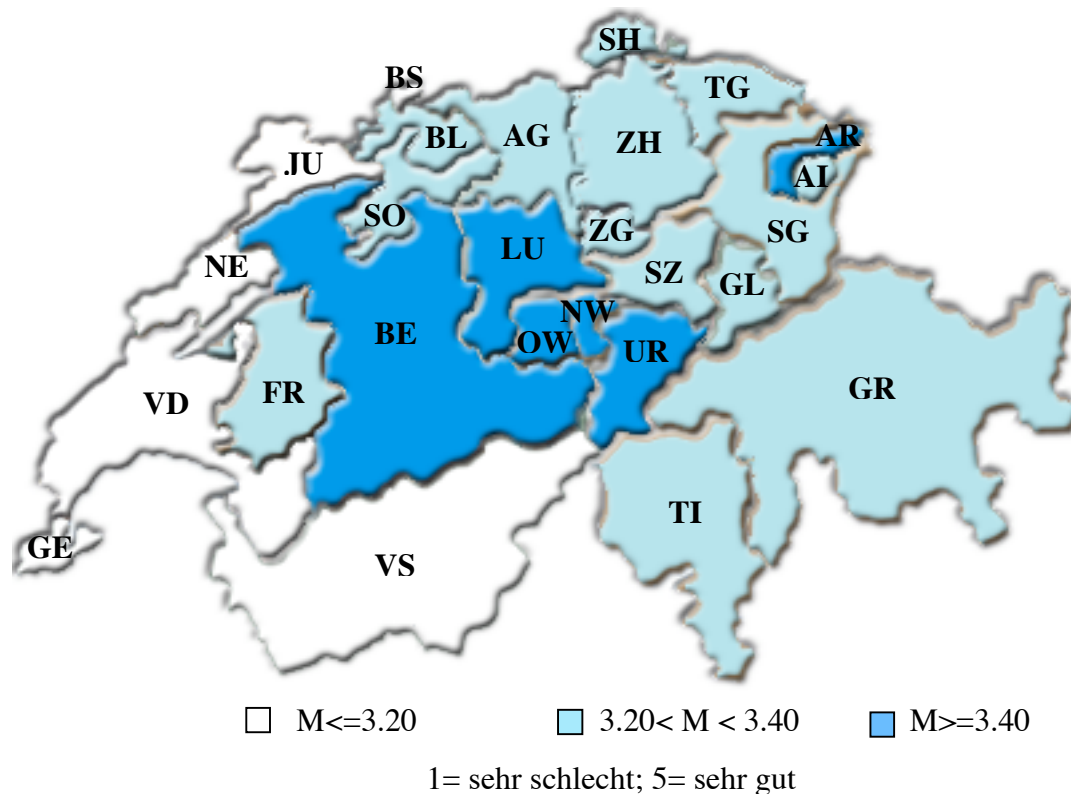 SH
BS
TG
BL
AG
ZH
AR
JU
AI
SO
ZG
SG
LU
NE
SZ
GL
NW
BE
OW
UR
VD
FR
GR
TI
GE
VS
M<=3.20
3.20< M < 3.40
M>=3.40
1= sehr schlecht; 5= sehr gut